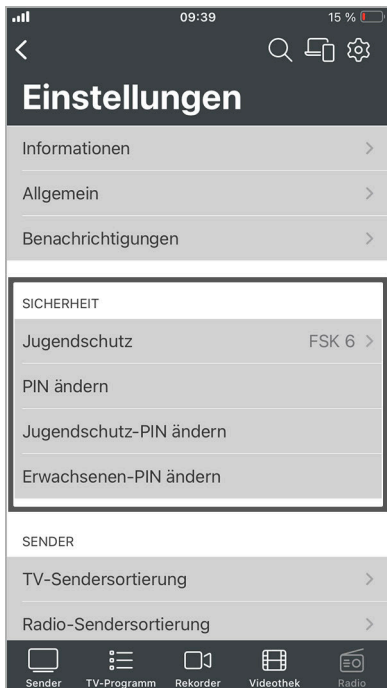 09:39
15 %
Einstellungen
Informationen
Allgemein
Benachrichtigungen
SICHERHEIT
Jugendschutz FSK 6
PIN ändern
Jugendschutz-PIN ändern
Erwachsenen-PIN ändern
SENDER
TV-Sendersortierung
Radio-Sendersortierung
Sender TV-Programm Rekorder Videothek Radio